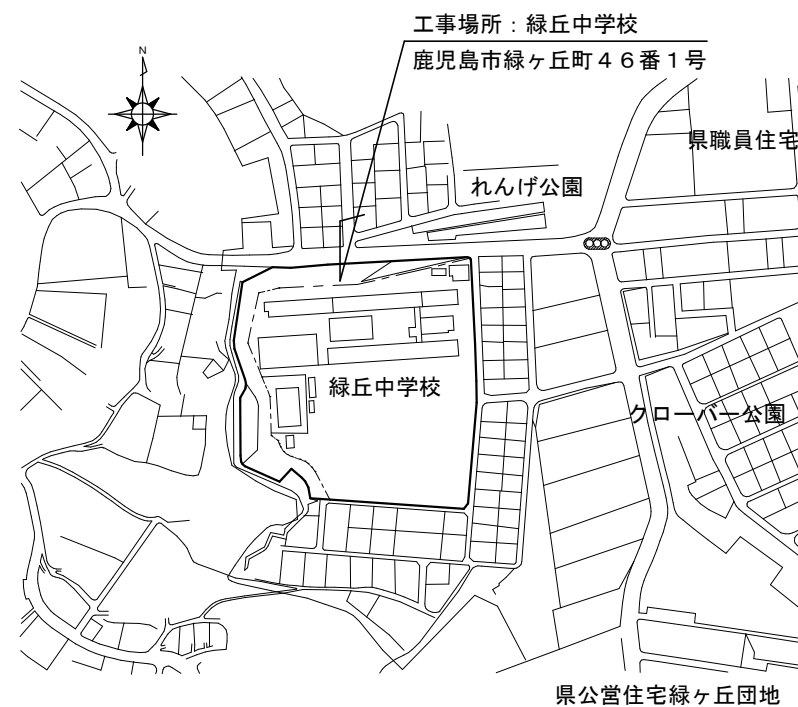 工事場所：緑丘中学校
鹿児島市緑ヶ丘町４６番１号
N
県職員住宅
れんげ公園
緑丘中学校
クローバー公園
県公営住宅緑ヶ丘団地